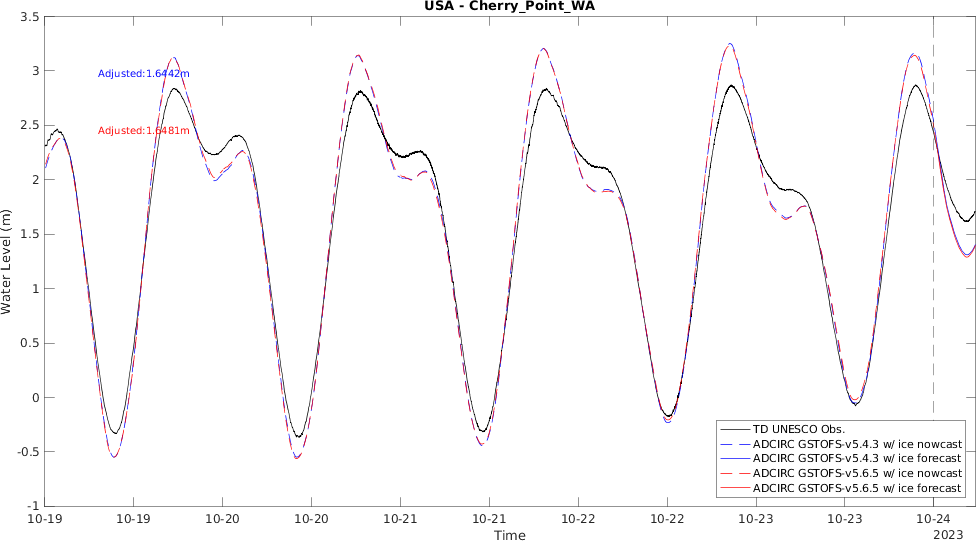 USA - Cherry_Point_WA
3.5
3
2.5
2
1.5
1
0.5
0
-0.5
-1
Water Level (m)
Adjusted:1.6442m
Adjusted:1.6481m
TD UNESCO Obs.
ADCIRC GSTOFS-v5.4.3 w/ ice nowcast
ADCIRC GSTOFS-v5.4.3 w/ ice forecast
ADCIRC GSTOFS-v5.6.5 w/ ice nowcast
ADCIRC GSTOFS-v5.6.5 w/ ice forecast
10-19 10-19 10-20 10-20 10-21 10-21 10-22 10-22 10-23 10-23 10-24
Time
2023